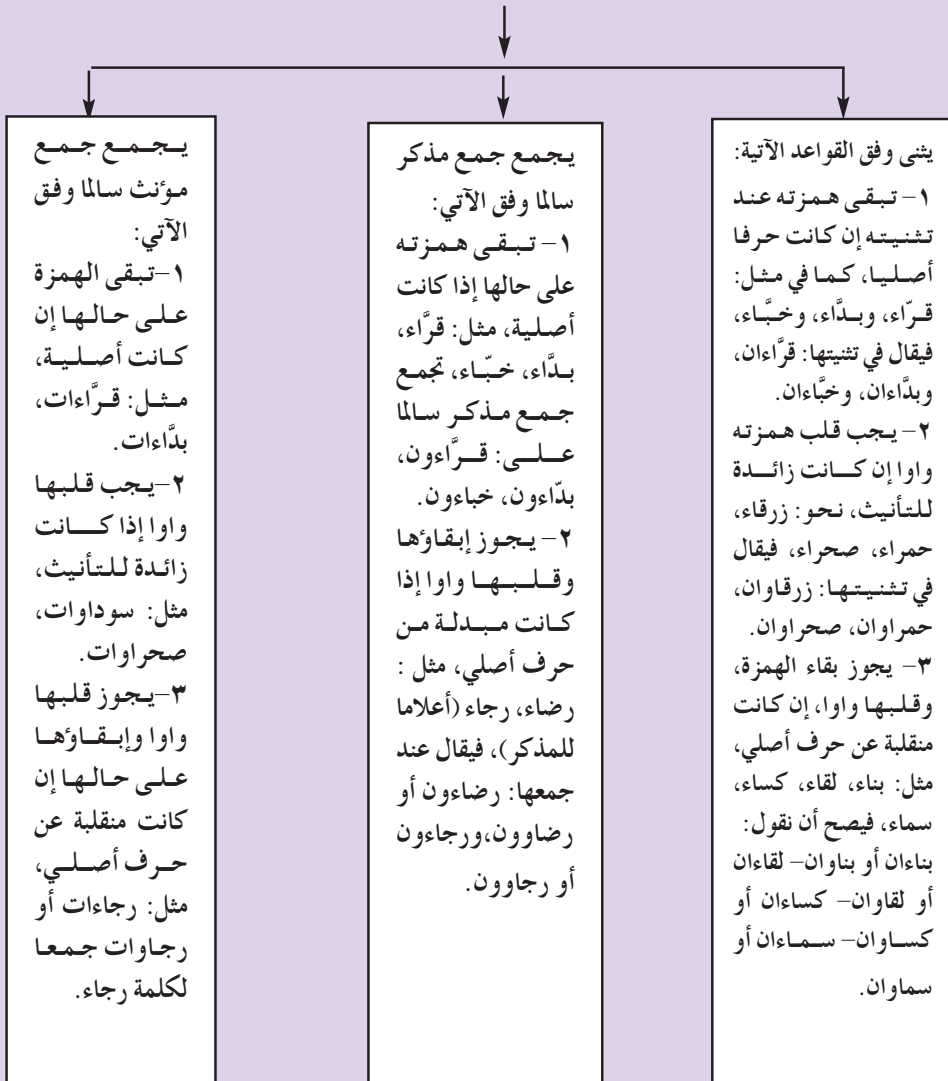 يثنى وفق القواعد الآتية:
١- تبقى همزته عند
تثنيته إن كانت حرفا
أصليا، كما في مثل:
قرّاء، وبدَّاء، وخبَّاء،
فيقال في تثنيتها: قرَّاءان،
وبدَّاءان، وخبَّاءان.
٢- يجب قلب همزته
واوا إن كانت زائدة
للتأنيث، نحو: زرقاء،
حمراء، صحراء، فيقال
في تثنيتها: زرقاوان،
حمراوان، صحراوان.
٣- يجوز بقاء الهمزة،
وقلبها واوا، إن كانت
منقلبة عن حرف أصلي،
مثل: بناء، لقاء، كساء،
سماء، فيصح أن نقول:
بناءان أو بناوان- لقاءان
أو لقاوان- كساءان أو
كساوان- سماءان أو
سماوان.
يجمع جمع مذكر
سالما وفق الآتي:
١- تبقى همزته
على حالها إذا كانت
أصلية، مثل: قرَّاء،
بدَّاء، خبّاء، تجمع
جمع مذكر سالما
على: قرَّاءون،
بدّاءون، خباءون.
٢- يجوز إبقاؤها
وقلبها واوا إذا
كانت مبدلة من
حرف أصلي، مثل :
رضاء، رجاء (أعلاما
للمذكر)، فيقال عند
جمعها: رضاءون أو
رضاوون،ورجاءون
أو رجاوون.
يجمع جمع
مؤنث سالما وفق
الآتي:
١-تبقى الهمزة
على حالها إن
كانت أصلية،
مثل: قرَّاءات،
بدَّاءات.
٢-يجب قلبها
واوا إذا كانت
زائدة للتأنيث،
مثل: سوداوات،
صحراوات.
٣-يجوز قلبها
واوا وإبقاؤها
على حالها إن
كانت منقلبة عن
حرف أصلي،
مثل: رجاءات أو
رجاوات جمعا
لكلمة رجاء.